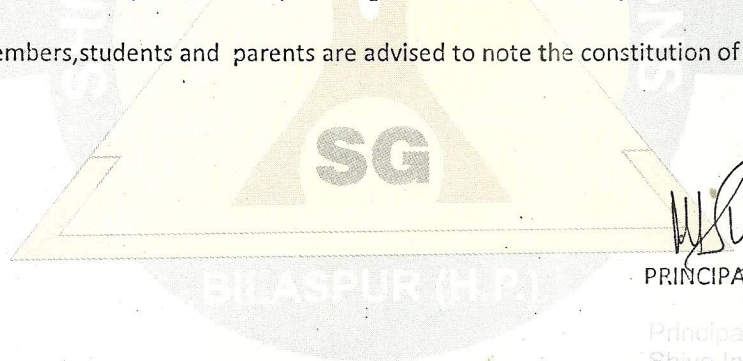 embers,students and parents are advised to note the constitution of
SG
BILASPUR (H.P.)
PRINCIPA
Principa